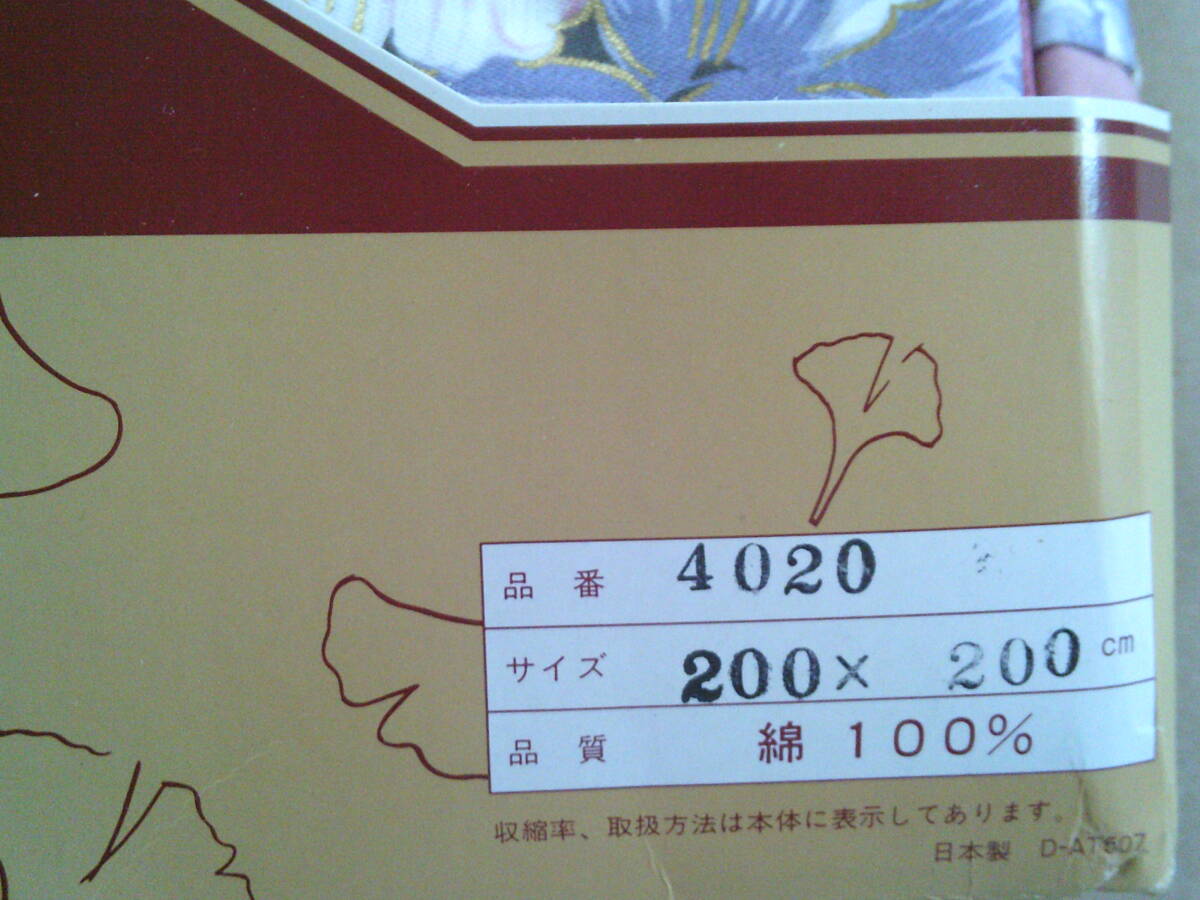 品番 4020
サイズ 200× 200 cm
品質 綿 100%
収縮率、取扱方法は本体に表示してあります。
日本製 D-AT507